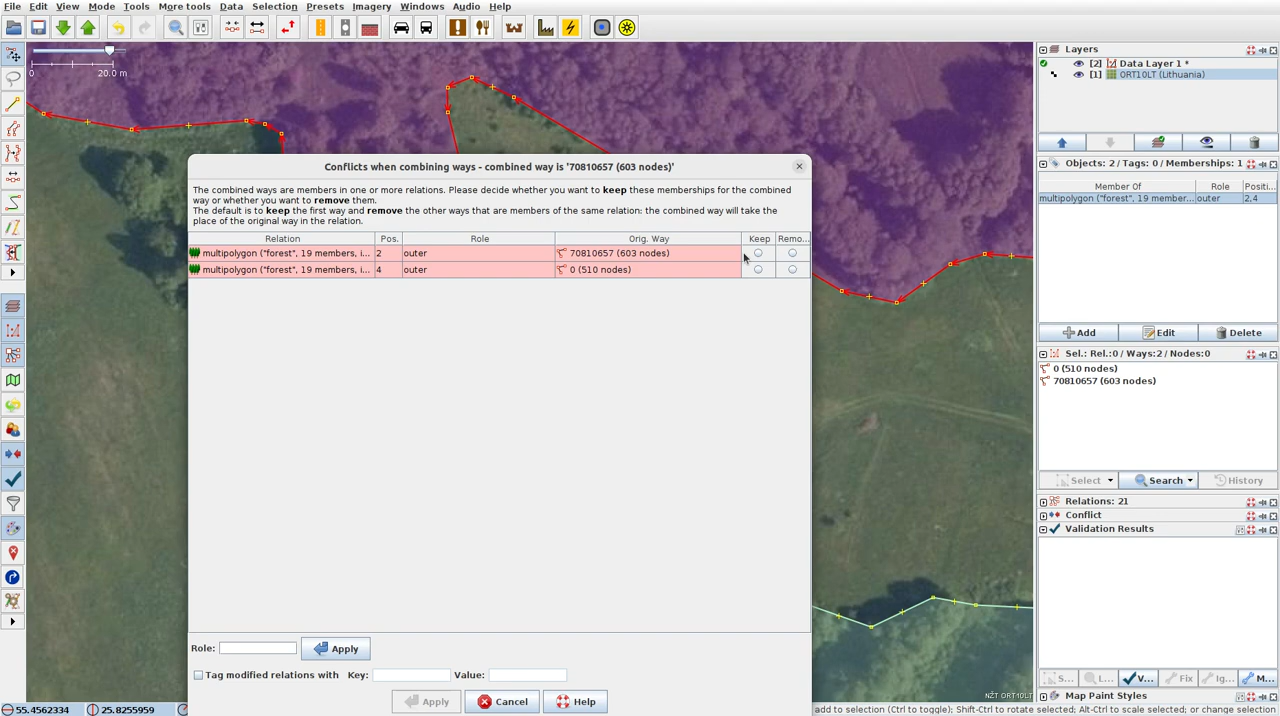 File Edit View Mode Tools More tools Data Selection Presets Imagery Windows Audio Help
0 20.0 m
Layers
[2] Data Layer 1 *
[1] ORT10LT (Lithuania)
Objects: 2 / Tags: 0 / Memberships: 1
Member Of Role Positi...
multipolygon ("forest", 19 member... outer 2,4
Add Edit Delete
Sel.: Rel.:0 / Ways:2 / Nodes:0
0 (510 nodes)
70810657 (603 nodes)
Select Search History
Relations: 21
Conflict
Validation Results
S... L... V... Fix Ig... M...
Map Paint Styles
Conflicts when combining ways - combined way is '70810657 (603 nodes)'
The combined ways are members in one or more relations. Please decide whether you want to keep these memberships for the combined
way or whether you want to remove them.
The default is to keep the first way and remove the other ways that are members of the same relation: the combined way will take the
place of the original way in the relation.
Relation Pos. Role Orig. Way Keep Remo...
multipolygon ("forest", 19 members, i... 2 outer 70810657 (603 nodes)
multipolygon ("forest", 19 members, i... 4 outer 0 (510 nodes)
Role: Apply
Tag modified relations with Key: Value:
Apply Cancel Help
NŽT ORT10LT
55.4562334 25.8255959 add to selection (Ctrl to toggle); Shift-Ctrl to rotate selected; Alt-Ctrl to scale selected; or change selection